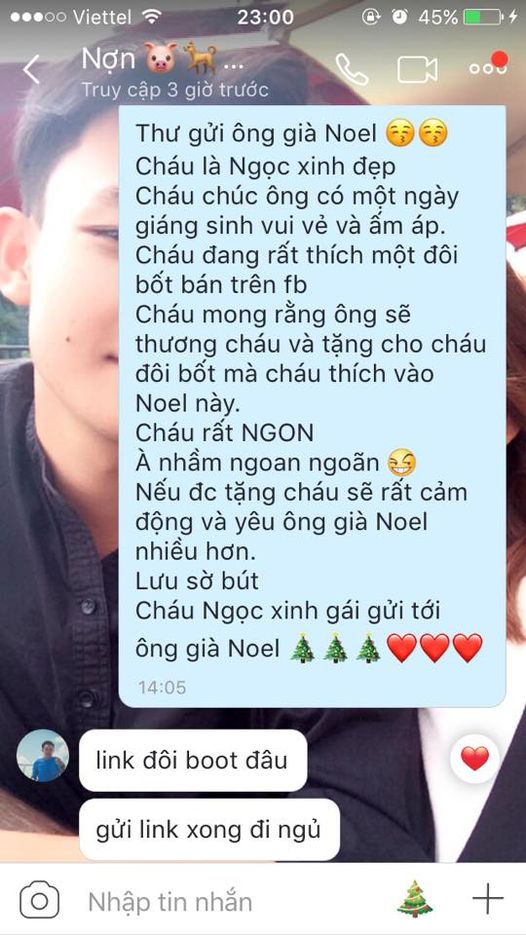 Viettel 23:00 45%
Nợn 🐷🐕...
Truy cập 3 giờ trước
Thư gửi ông già Noel 😚😚
Cháu là Ngọc xinh đẹp
Cháu chúc ông có một ngày
giáng sinh vui vẻ và ấm áp.
Cháu đang rất thích một đôi
bốt bán trên fb
Cháu mong rằng ông sẽ
thương cháu và tặng cho cháu
đôi bốt mà cháu thích vào
Noel này.
Cháu rất NGON
À nhầm ngoan ngoãn 😆
Nếu đc tặng cháu sẽ rất cảm
động và yêu ông già Noel
nhiều hơn.
Lưu sờ bút
Cháu Ngọc xinh gái gửi tới
ông già Noel 🎄🎄🎄❤️❤️❤️
14:05
link đôi boot đâu
gửi link xong đi ngủ
Nhập tin nhắn